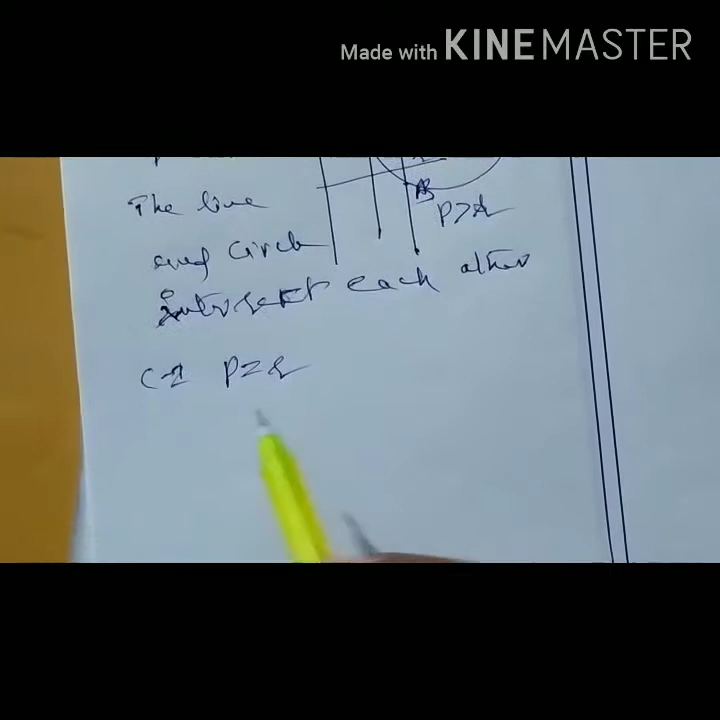 Made with KINEMASTER
The line
and circle
B
P>r
intersect each other
C-2 P=r